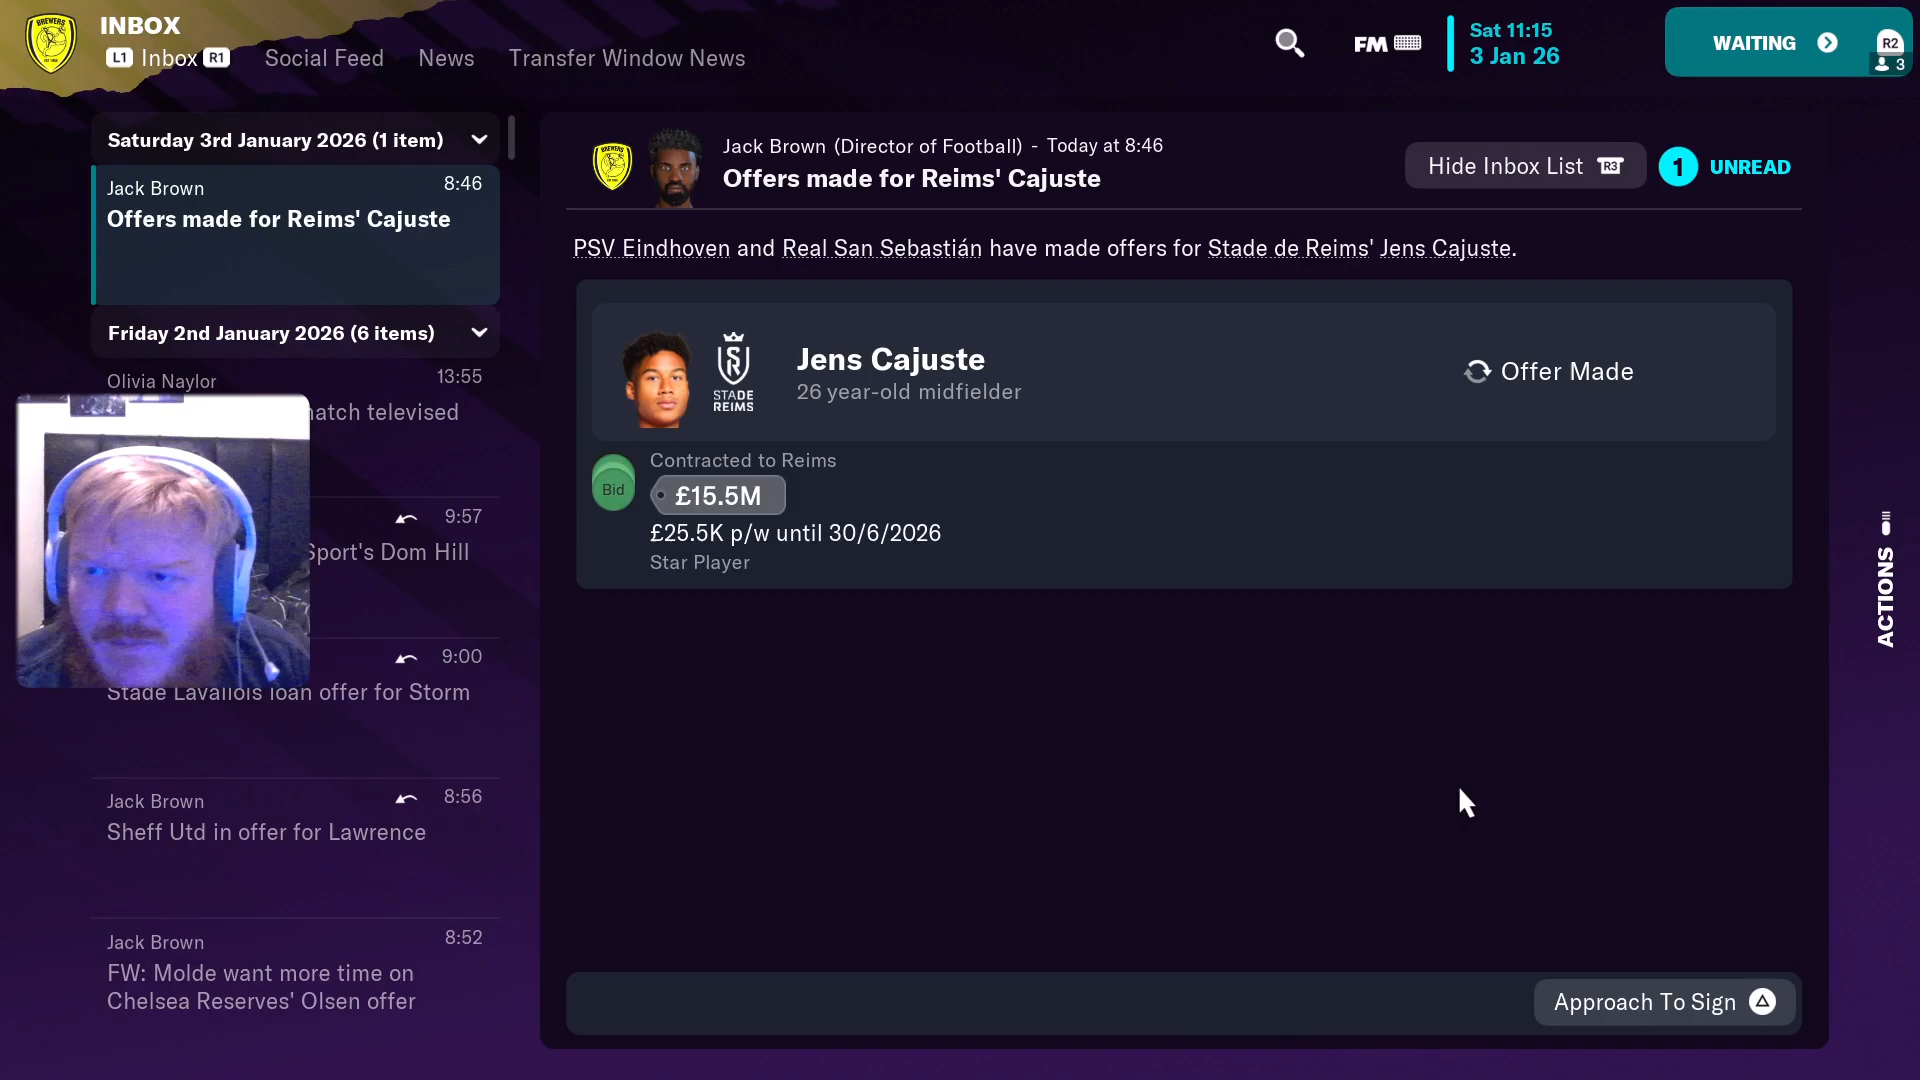 BREWERS
INBOX
L1 Inbox R1 Social Feed News Transfer Window News
FM
Sat 11:15
3 Jan 26
WAITING
R2
3
Saturday 3rd January 2026 (1 item)
Jack Brown 8:46
Offers made for Reims' Cajuste
Friday 2nd January 2026 (6 items)
Olivia Naylor 13:55
match televised
9:57
Sport's Dom Hill
9:00
Stade Lavallois loan offer for Storm
Jack Brown 8:56
Sheff Utd in offer for Lawrence
Jack Brown 8:52
FW: Molde want more time on
Chelsea Reserves' Olsen offer
BREWERS
Jack Brown (Director of Football) - Today at 8:46
Offers made for Reims' Cajuste
Hide Inbox List R3
1 UNREAD
PSV Eindhoven and Real San Sebastián have made offers for Stade de Reims' Jens Cajuste.
STADE
REIMS
Jens Cajuste
26 year-old midfielder
Offer Made
Contracted to Reims
Bid
£15.5M
£25.5K p/w until 30/6/2026
Star Player
Approach To Sign
ACTIONS